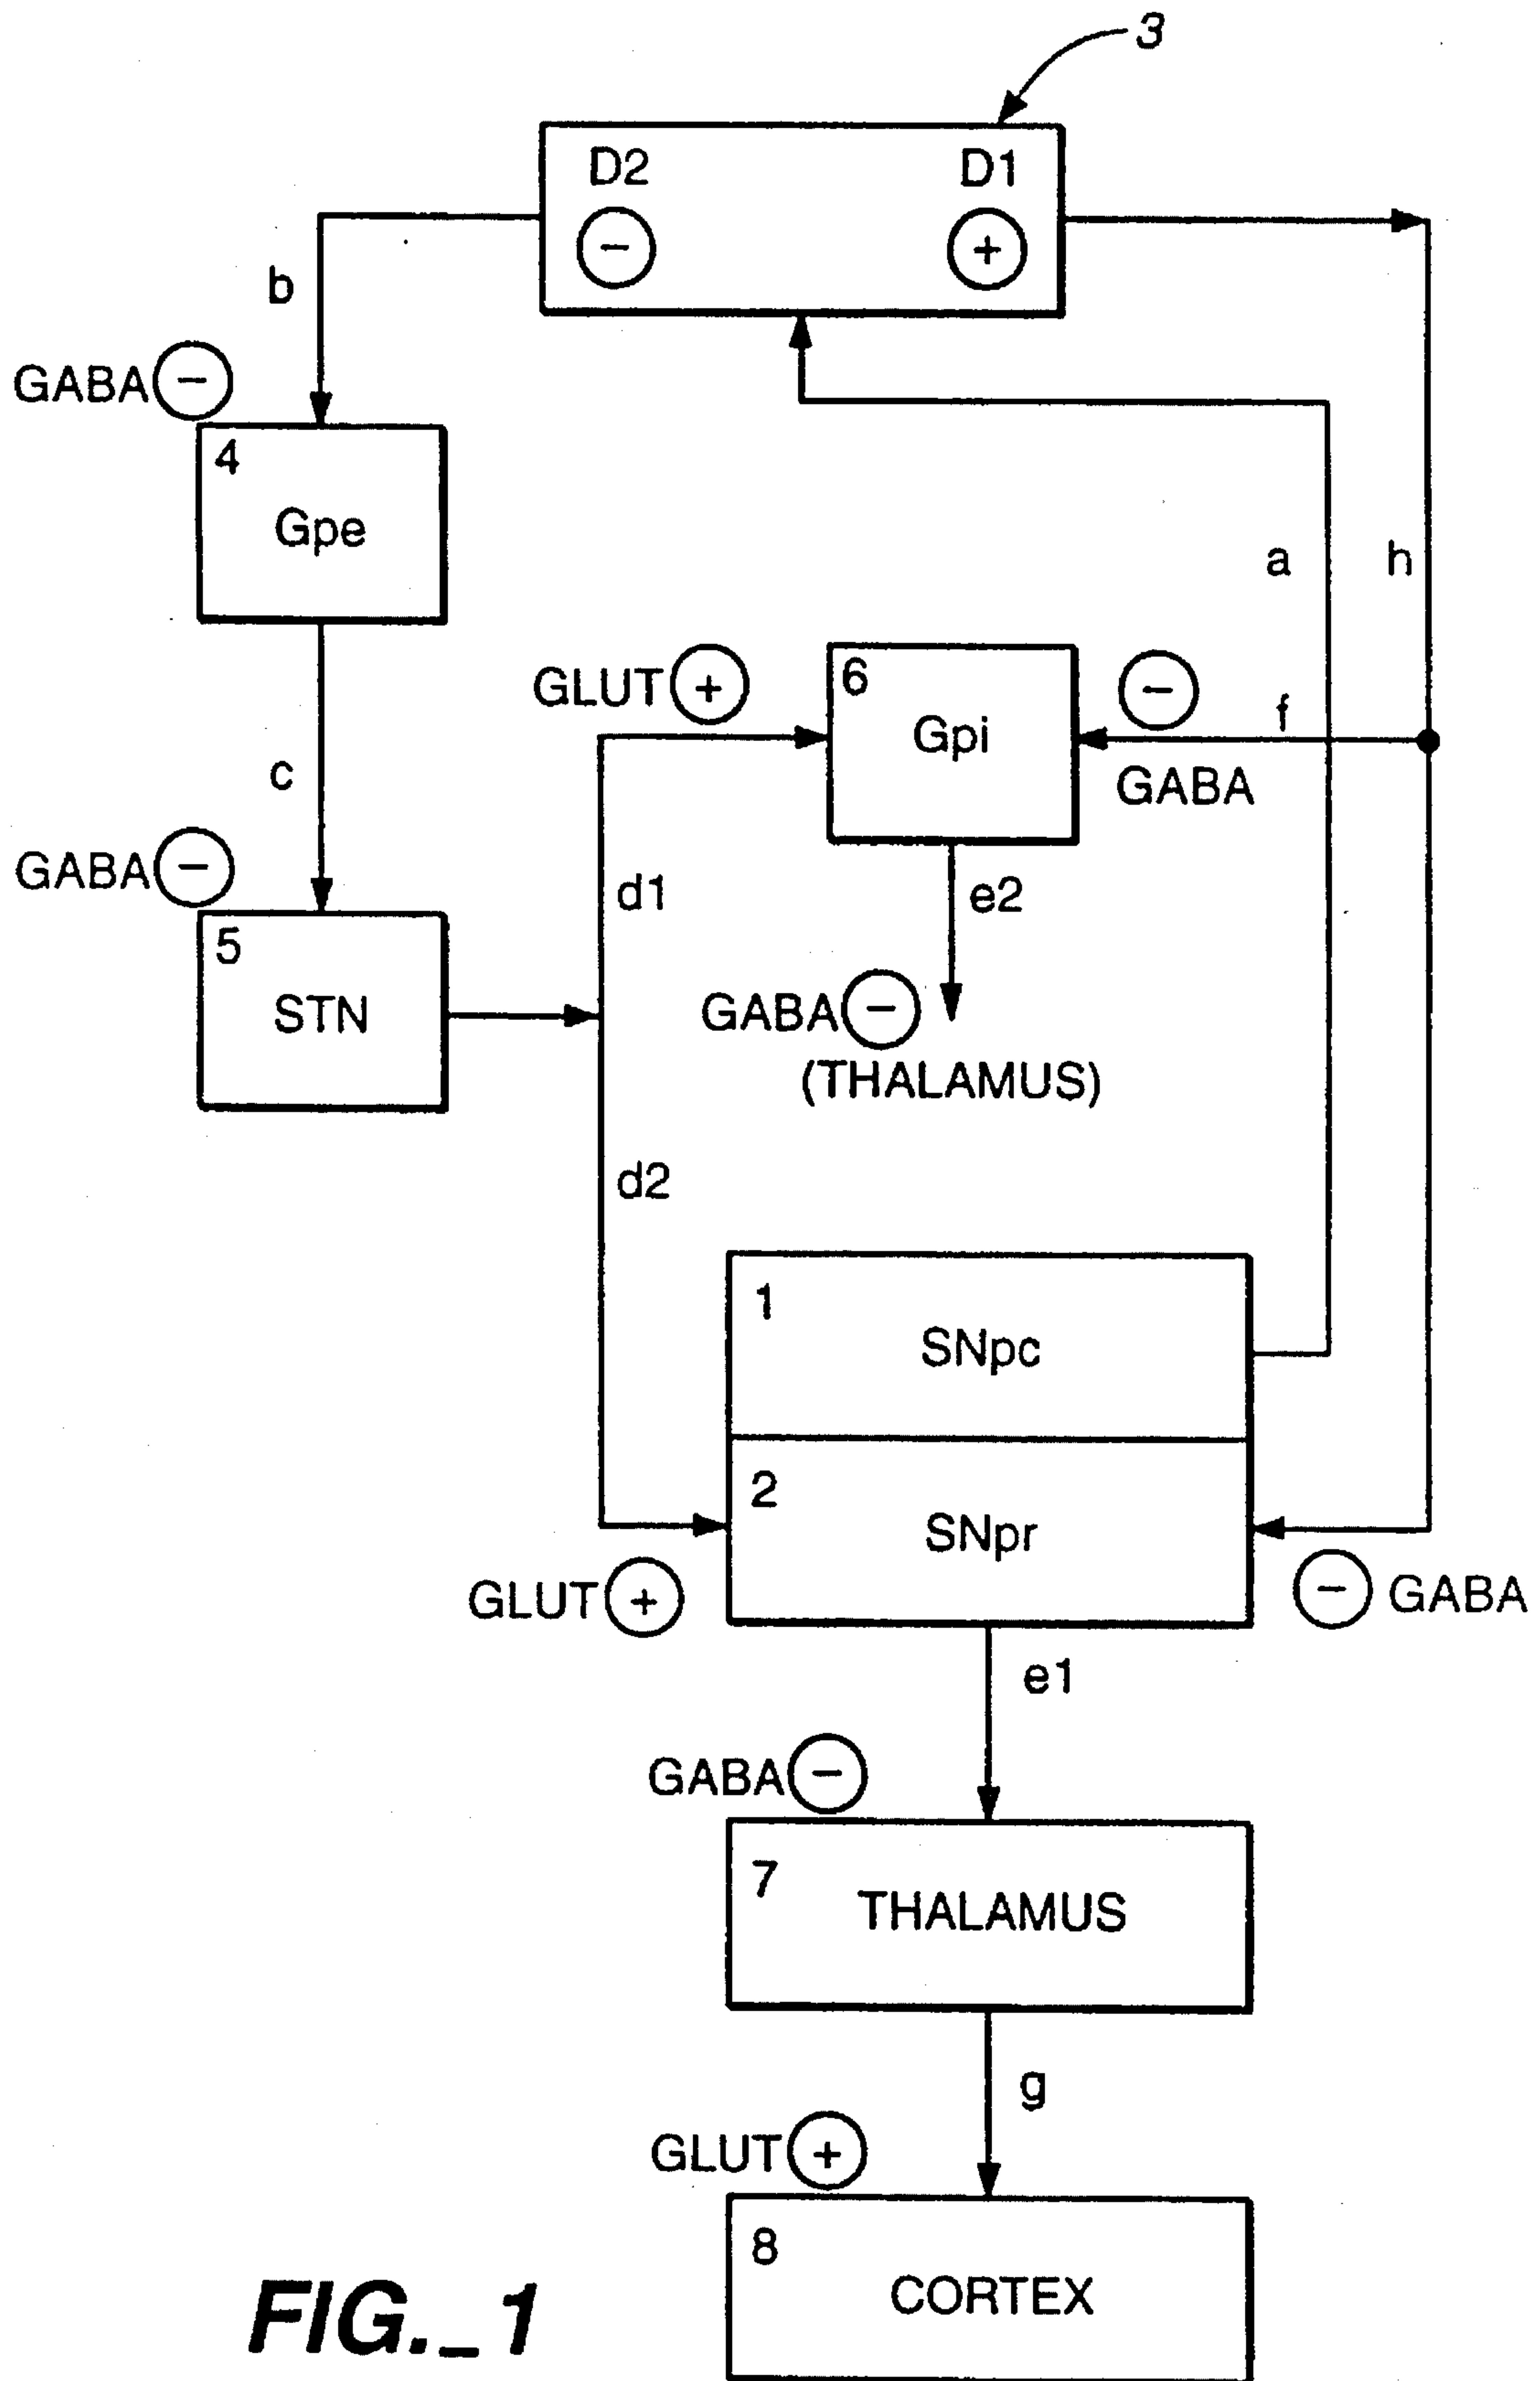 3
D2
D1
−
+
b
GABA −
4
Gpe
a
h
GLUT +
6
Gpi
−
f
GABA
c
GABA −
5
STN
d1
e2
GABA −
(THALAMUS)
d2
1
SNpc
2
SNpr
GLUT +
− GABA
e1
GABA −
7
THALAMUS
g
GLUT +
8
CORTEX
FIG._1